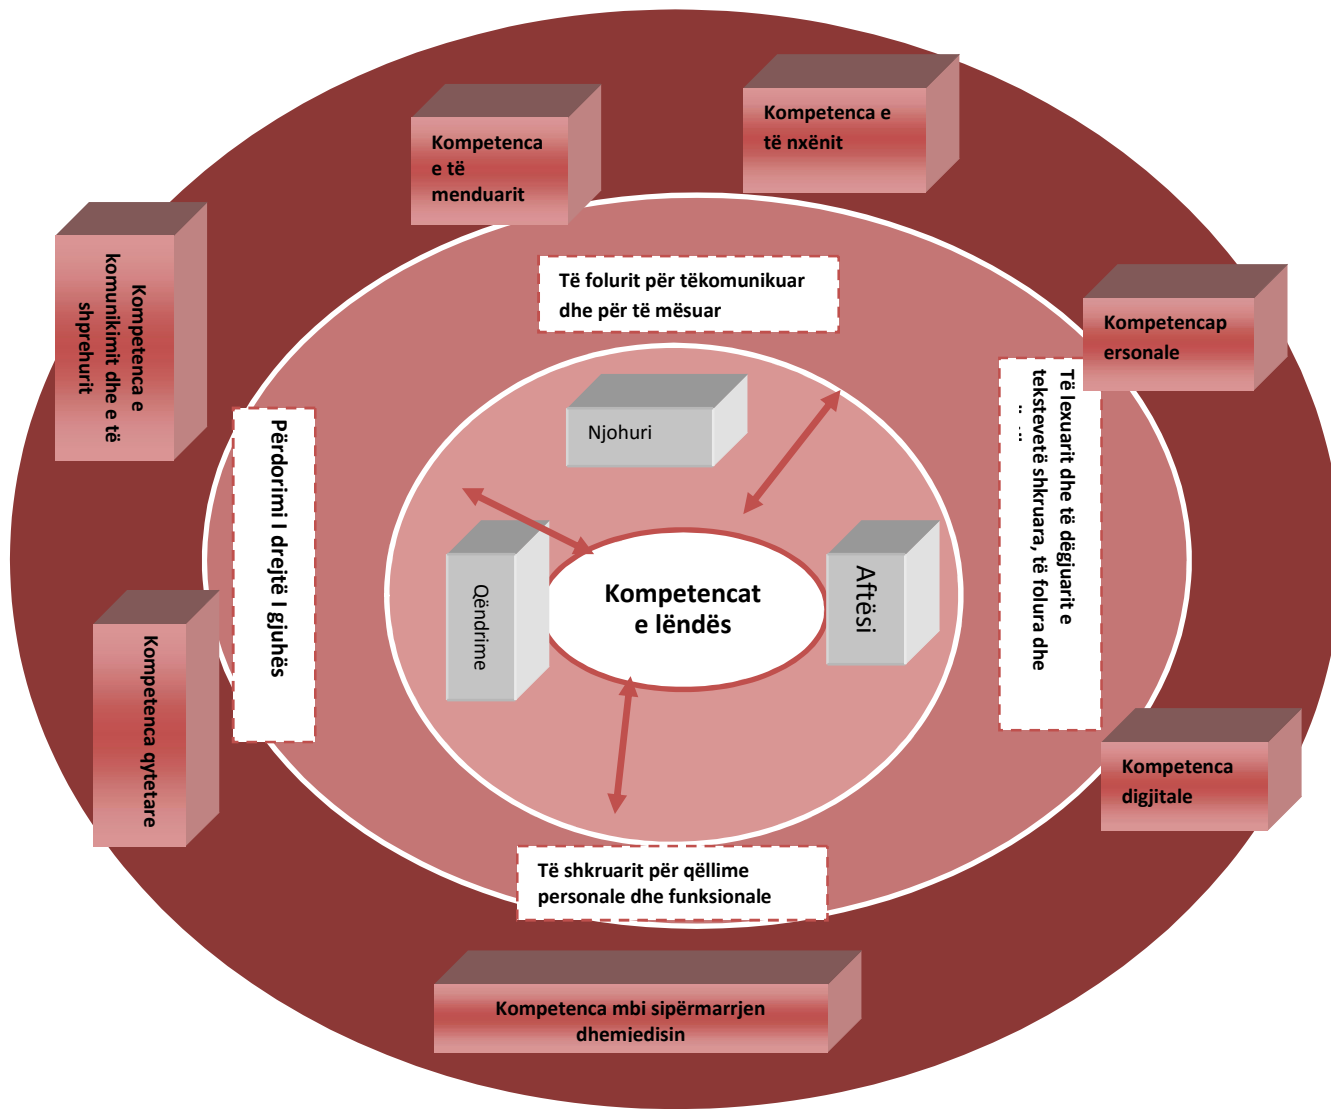 Kompetenca e
të nxënit
Kompetenca
e të
menduarit
Kompetenca e
komunikimit dhe e të
shprehurit
Të folurit për tëkomunikuar
dhe për të mësuar
Kompetencap
ersonale
Të lexuarit dhe të dëgjuarit e
tekstevetë shkruara, të folura dhe
Njohuri
Përdorimi I drejtë I gjuhës
Qëndrime
Kompetencat
e lëndës
Aftësi
Kompetenca qytetare
Kompetenca
digjitale
Të shkruarit për qëllime
personale dhe funksionale
Kompetenca mbi sipërmarrjen
dhemjedisin